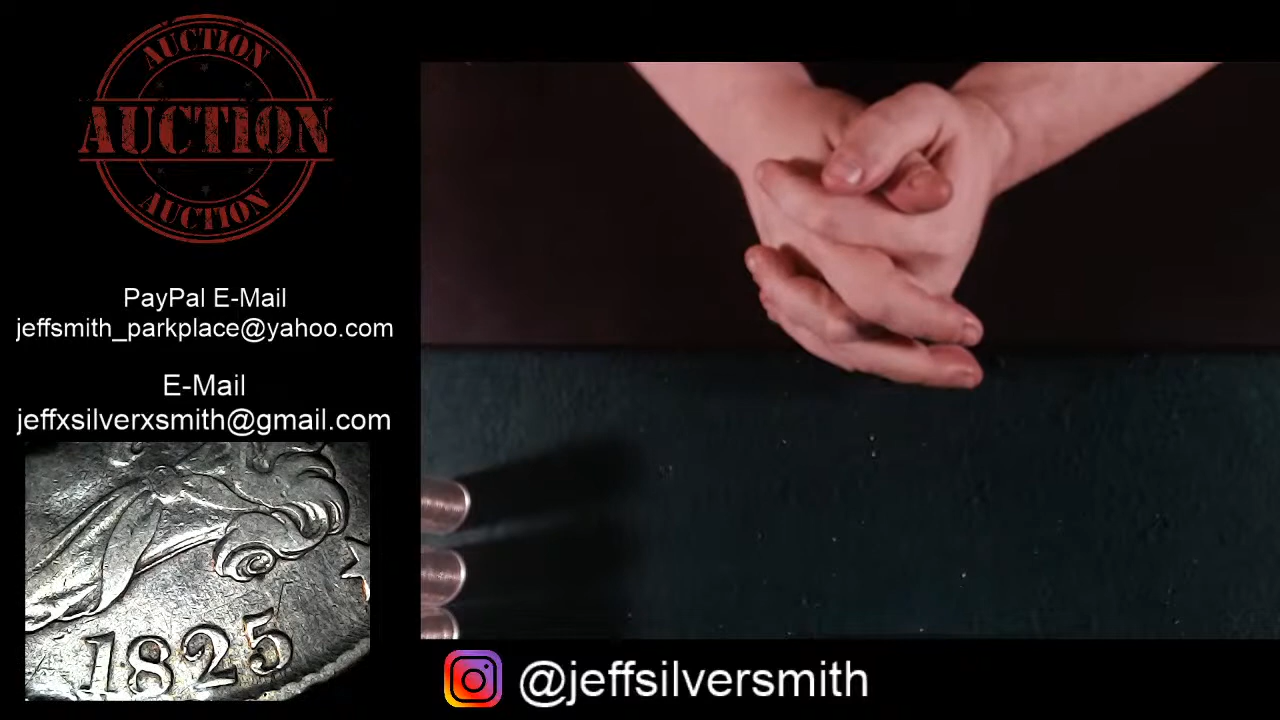 AUCTION
AUCTION
AUCTION
PayPal E-Mail
jeffsmith_parkplace@yahoo.com
E-Mail
jeffxsilverxsmith@gmail.com
1825
@jeffsilversmith